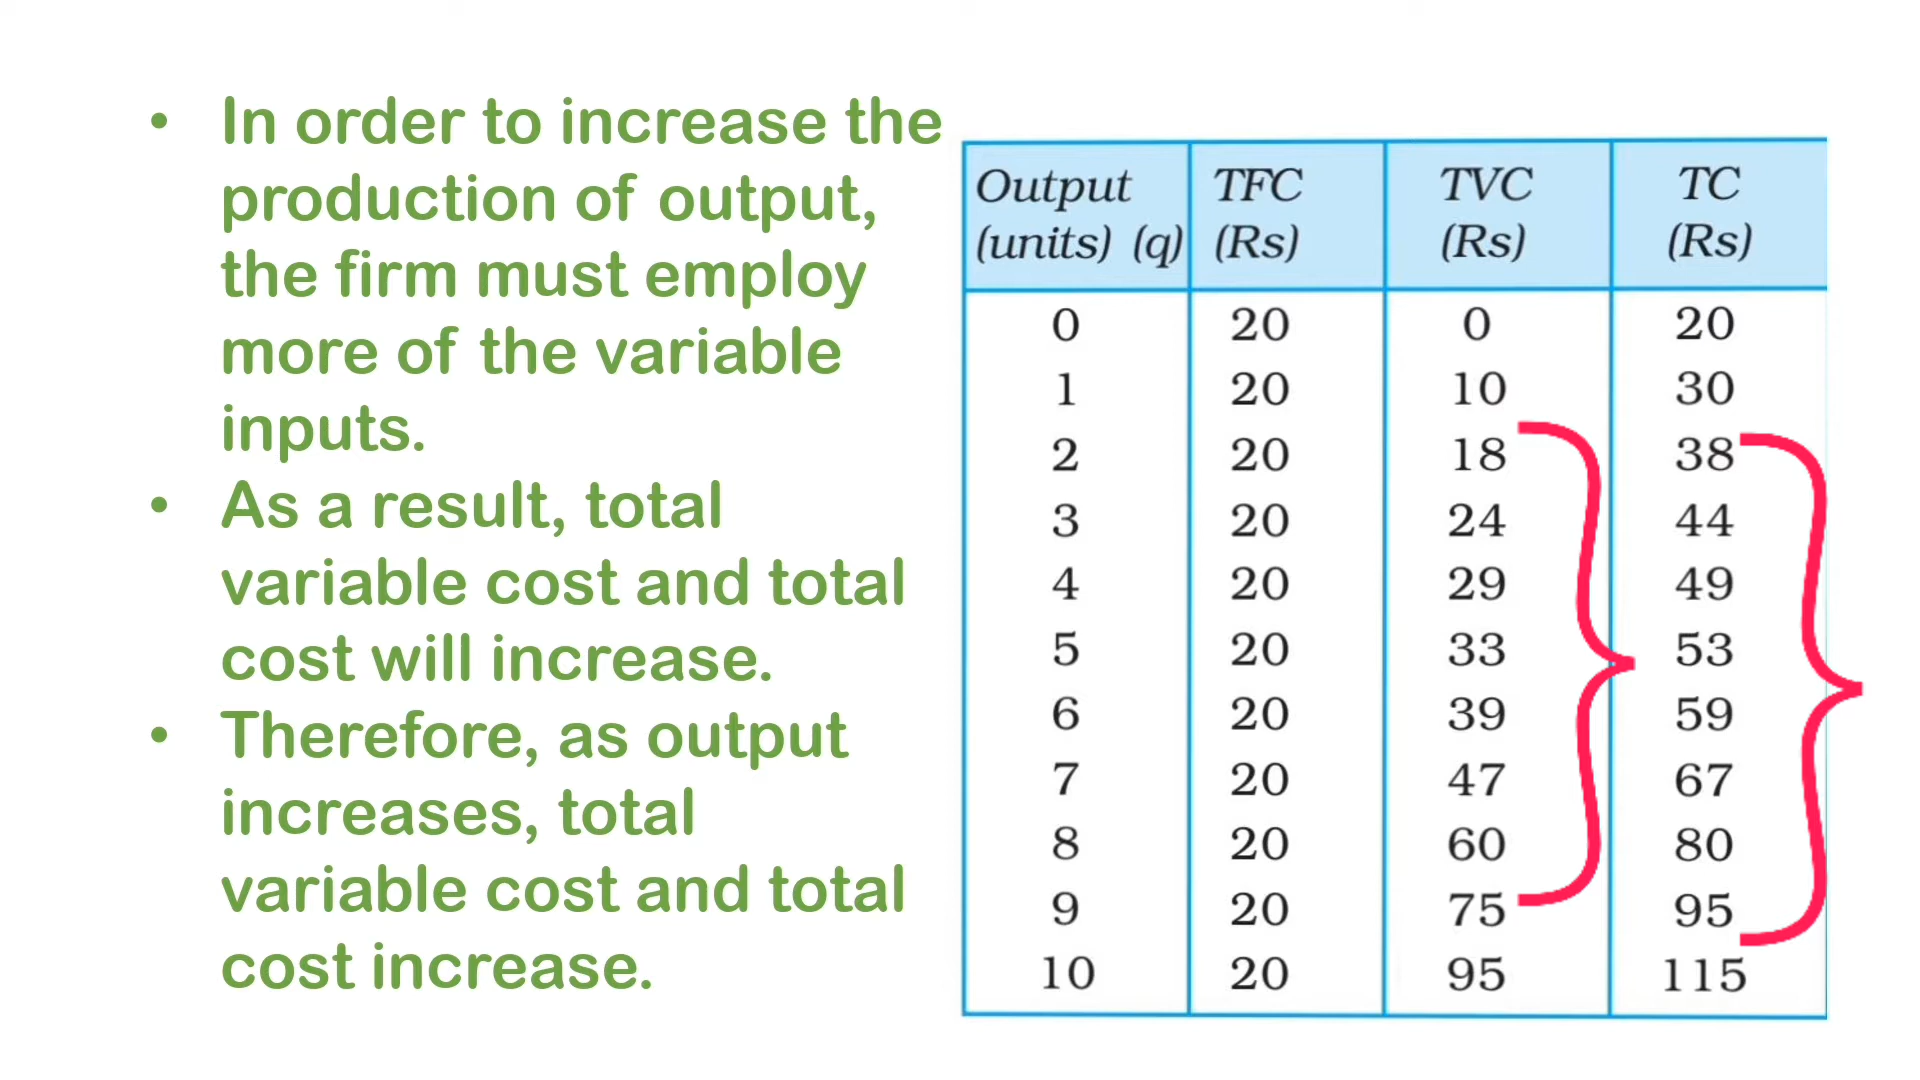 • In order to increase the
production of output,
the firm must employ
more of the variable
inputs.
• As a result, total
variable cost and total
cost will increase.
• Therefore, as output
increases, total
variable cost and total
cost increase.
Output TFC TVC TC
(units) (q) (Rs) (Rs) (Rs)
0 20 0 20
1 20 10 30
2 20 18 38
3 20 24 44
4 20 29 49
5 20 33 53
6 20 39 59
7 20 47 67
8 20 60 80
9 20 75 95
10 20 95 115